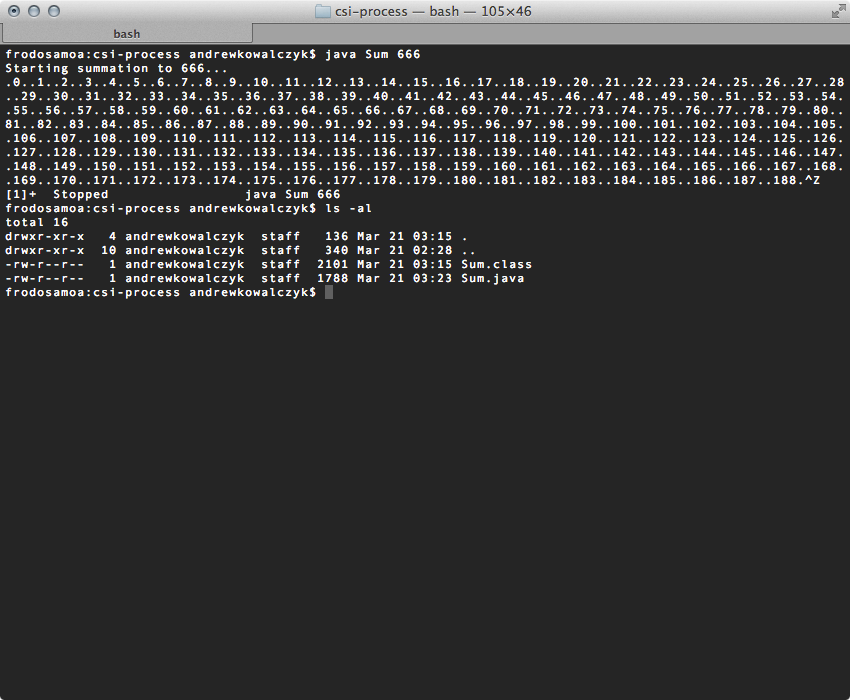 csi-process — bash — 105×46
bash
frodosamoa:csi-process andrewkowalczyk$ java Sum 666
Starting summation to 666...
.0..1..2..3..4..5..6..7..8..9..10..11..12..13..14..15..16..17..18..19..20..21..22..23..24..25..26..27..28
..29..30..31..32..33..34..35..36..37..38..39..40..41..42..43..44..45..46..47..48..49..50..51..52..53..54.
.55..56..57..58..59..60..61..62..63..64..65..66..67..68..69..70..71..72..73..74..75..76..77..78..79..80..
81..82..83..84..85..86..87..88..89..90..91..92..93..94..95..96..97..98..99..100..101..102..103..104..105.
.106..107..108..109..110..111..112..113..114..115..116..117..118..119..120..121..122..123..124..125..126.
.127..128..129..130..131..132..133..134..135..136..137..138..139..140..141..142..143..144..145..146..147.
.148..149..150..151..152..153..154..155..156..157..158..159..160..161..162..163..164..165..166..167..168.
.169..170..171..172..173..174..175..176..177..178..179..180..181..182..183..184..185..186..187..188.^Z
[1]+  Stopped                 java Sum 666
frodosamoa:csi-process andrewkowalczyk$ ls -al
total 16
drwxr-xr-x   4 andrewkowalczyk  staff   136 Mar 21 03:15 .
drwxr-xr-x  10 andrewkowalczyk  staff   340 Mar 21 02:28 ..
-rw-r--r--   1 andrewkowalczyk  staff  2101 Mar 21 03:15 Sum.class
-rw-r--r--   1 andrewkowalczyk  staff  1788 Mar 21 03:23 Sum.java
frodosamoa:csi-process andrewkowalczyk$